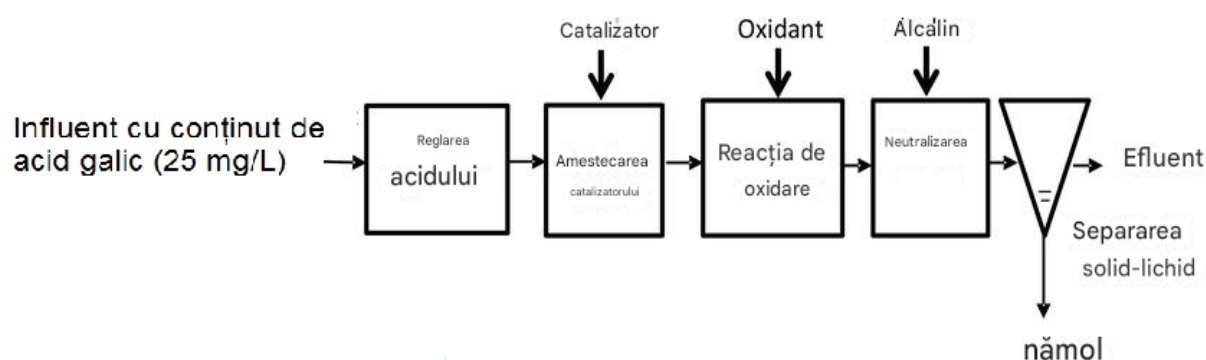 Catalizator
Oxidant
Alcalin
Influent cu conținut de
acid galic (25 mg/L)
Reglarea
acidului
Amestecarea
catalizatorului
Reacția de
oxidare
Neutralizarea
Efluent
Separarea
solid-lichid
nămol